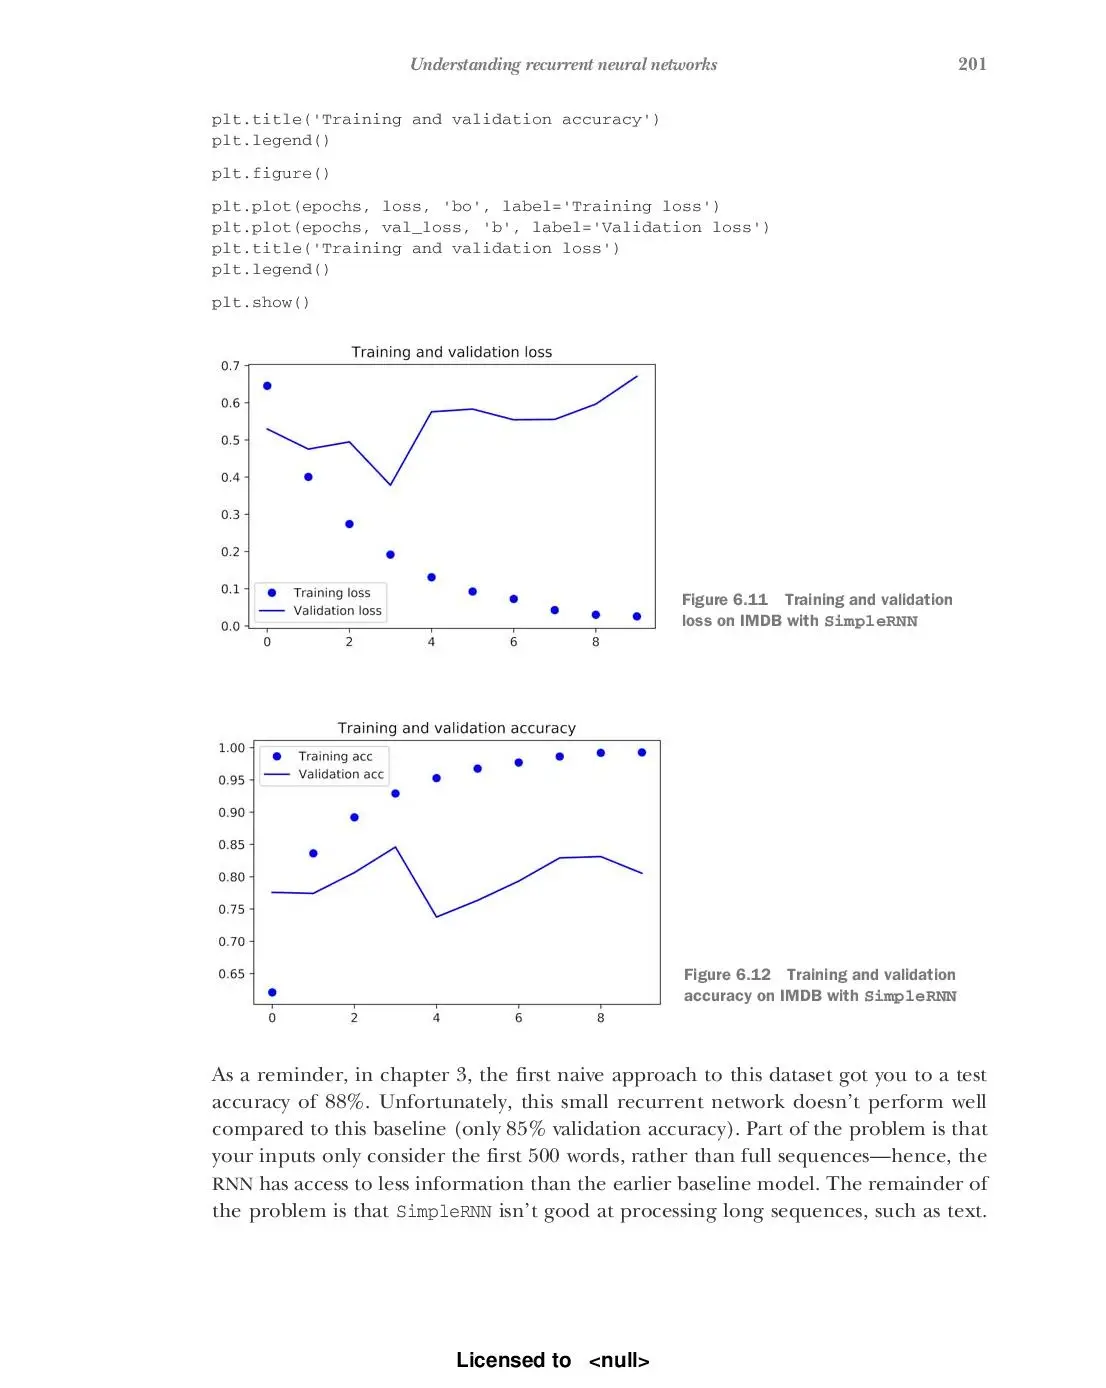 Understanding recurrent neural networks 201
plt.title('Training and validation accuracy')
plt.legend()
plt.figure()
plt.plot(epochs, loss, 'bo', label='Training loss')
plt.plot(epochs, val_loss, 'b', label='Validation loss')
plt.title('Training and validation loss')
plt.legend()
plt.show()
Training and validation loss
0.7
0.6
0.5
0.4
0.3
0.2
0.1
0.0
Training loss
Validation loss
0 2 4 6 8
Figure 6.11 Training and validation
loss on IMDB with SimpleRNN
Training and validation accuracy
1.00
0.95
0.90
0.85
0.80
0.75
0.70
0.65
Training acc
Validation acc
0 2 4 6 8
Figure 6.12 Training and validation
accuracy on IMDB with SimpleRNN
As a reminder, in chapter 3, the first naive approach to this dataset got you to a test
accuracy of 88%. Unfortunately, this small recurrent network doesn’t perform well
compared to this baseline (only 85% validation accuracy). Part of the problem is that
your inputs only consider the first 500 words, rather than full sequences—hence, the
RNN has access to less information than the earlier baseline model. The remainder of
the problem is that SimpleRNN isn’t good at processing long sequences, such as text.
Licensed to <null>